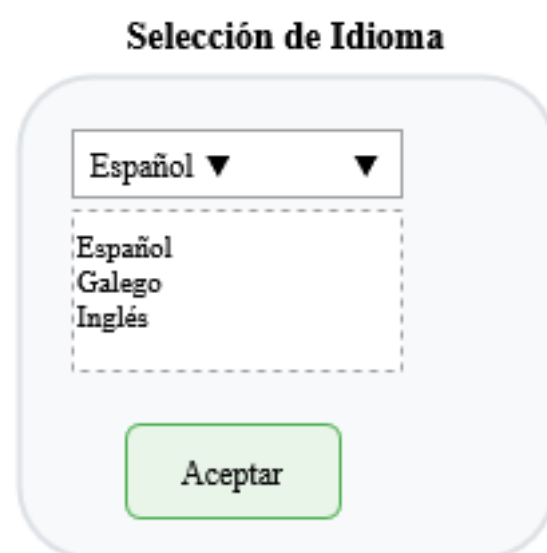 Selección de Idioma
Español ▼ ▼
Español
Galego
Inglés
Aceptar